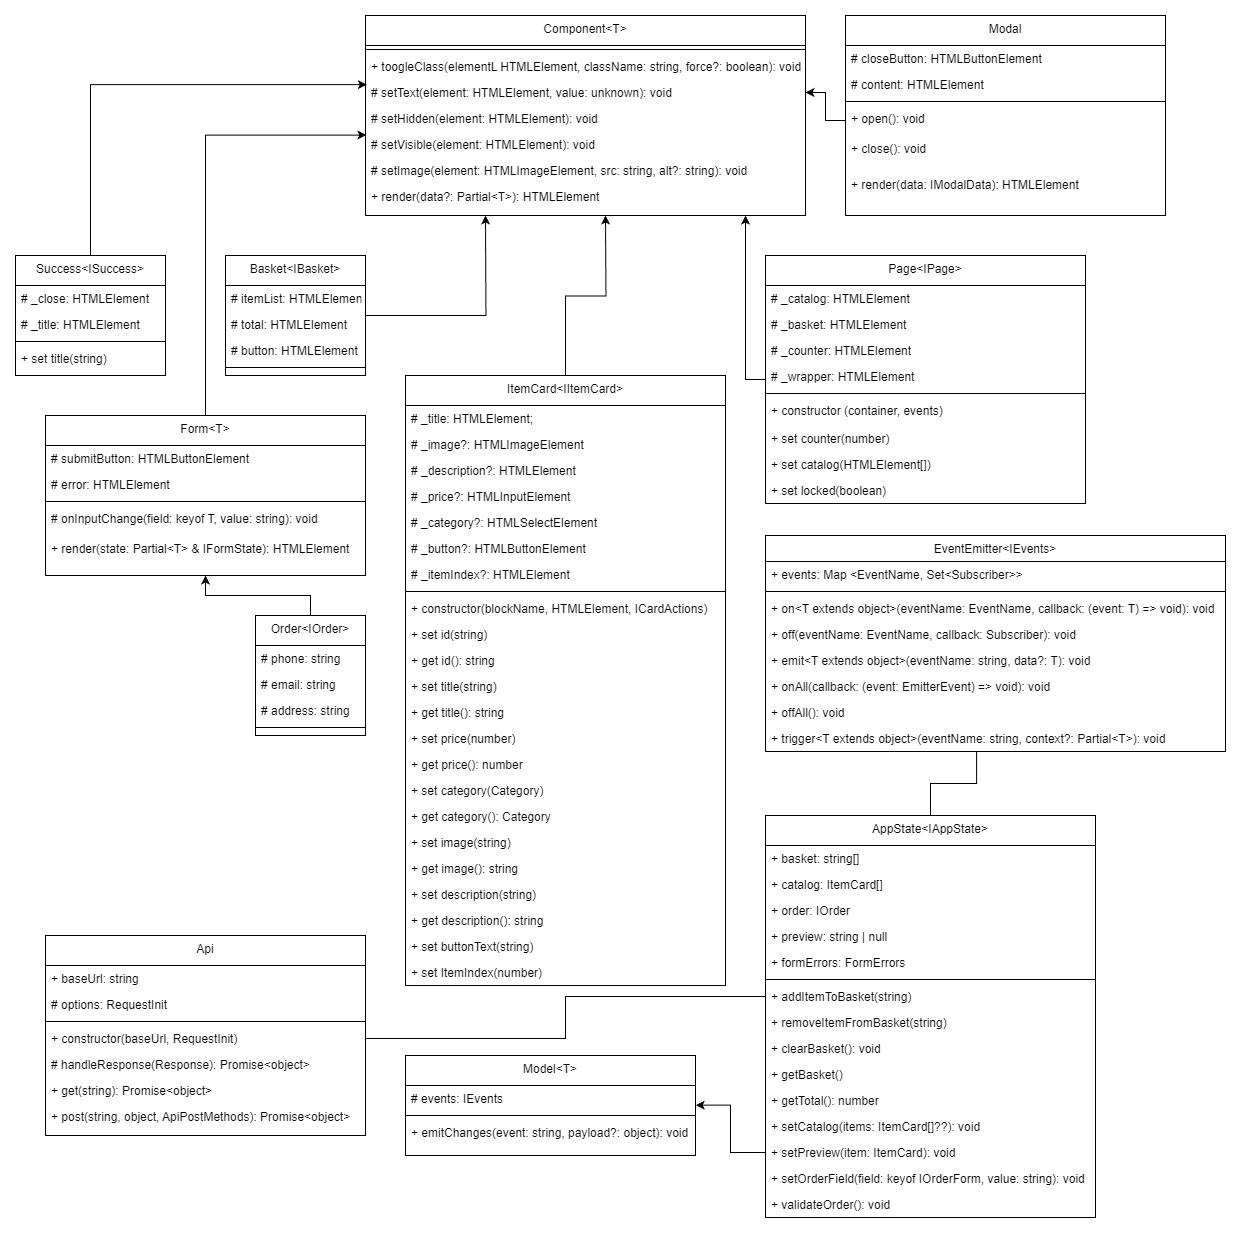 Component<T>
+ toogleClass(elementL HTMLElement, className: string, force?: boolean): void
# setText(element: HTMLElement, value: unknown): void
# setHidden(element: HTMLElement): void
# setVisible(element: HTMLElement): void
# setImage(element: HTMLImageElement, src: string, alt?: string): void
+ render(data?: Partial<T>): HTMLElement
Modal
# closeButton: HTMLButtonElement
# content: HTMLElement
+ open(): void
+ close(): void
+ render(data: IModalData): HTMLElement
Success<ISuccess>
# _close: HTMLElement
# _title: HTMLElement
+ set title(string)
Basket<IBasket>
# itemList: HTMLElemen
# total: HTMLElement
# button: HTMLElement
Page<IPage>
# _catalog: HTMLElement
# _basket: HTMLElement
# _counter: HTMLElement
# _wrapper: HTMLElement
+ constructor (container, events)
+ set counter(number)
+ set catalog(HTMLElement[])
+ set locked(boolean)
ItemCard<IItemCard>
# _title: HTMLElement;
# _image?: HTMLImageElement
# _description?: HTMLElement
# _price?: HTMLInputElement
# _category?: HTMLSelectElement
# _button?: HTMLButtonElement
# _itemIndex?: HTMLElement
+ constructor(blockName, HTMLElement, ICardActions)
+ set id(string)
+ get id(): string
+ set title(string)
+ get title(): string
+ set price(number)
+ get price(): number
+ set category(Category)
+ get category(): Category
+ set image(string)
+ get image(): string
+ set description(string)
+ get description(): string
+ set buttonText(string)
+ set ItemIndex(number)
Form<T>
# submitButton: HTMLButtonElement
# error: HTMLElement
# onInputChange(field: keyof T, value: string): void
+ render(state: Partial<T> & IFormState): HTMLElement
Order<IOrder>
# phone: string
# email: string
# address: string
EventEmitter<IEvents>
+ events: Map <EventName, Set<Subscriber>>
+ on<T extends object>(eventName: EventName, callback: (event: T) => void): void
+ off(eventName: EventName, callback: Subscriber): void
+ emit<T extends object>(eventName: string, data?: T): void
+ onAll(callback: (event: EmitterEvent) => void): void
+ offAll(): void
+ trigger<T extends object>(eventName: string, context?: Partial<T>): void
AppState<IAppState>
+ basket: string[]
+ catalog: ItemCard[]
+ order: IOrder
+ preview: string | null
+ formErrors: FormErrors
+ addItemToBasket(string)
+ removeItemFromBasket(string)
+ clearBasket(): void
+ getBasket()
+ getTotal(): number
+ setCatalog(items: ItemCard[]??): void
+ setPreview(item: ItemCard): void
+ setOrderField(field: keyof IOrderForm, value: string): void
+ validateOrder(): void
Api
+ baseUrl: string
# options: RequestInit
+ constructor(baseUrl, RequestInit)
# handleResponse(Response): Promise<object>
+ get(string): Promise<object>
+ post(string, object, ApiPostMethods): Promise<object>
Model<T>
# events: IEvents
+ emitChanges(event: string, payload?: object): void